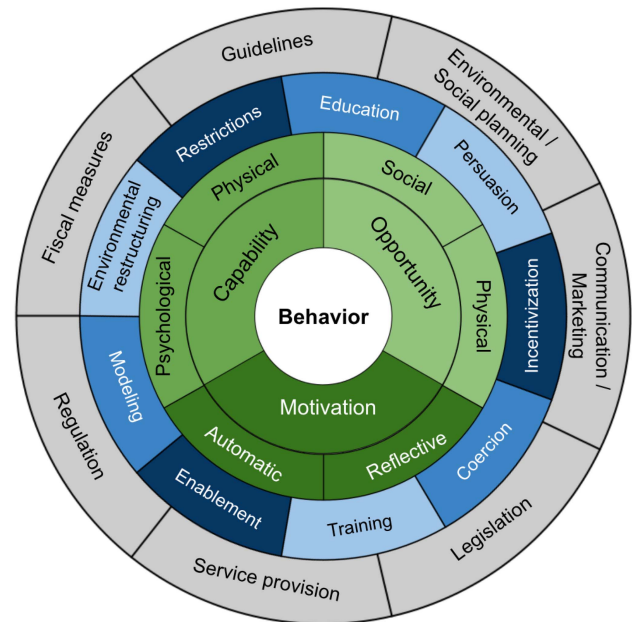 Guidelines
Environmental /
Social planning
Communication /
Marketing
Legislation
Service provision
Regulation
Fiscal measures
Restrictions
Education
Persuasion
Incentivization
Coercion
Training
Enablement
Modeling
Environmental
restructuring
Physical
Social
Physical
Reflective
Automatic
Psychological
Capability
Opportunity
Motivation
Behavior